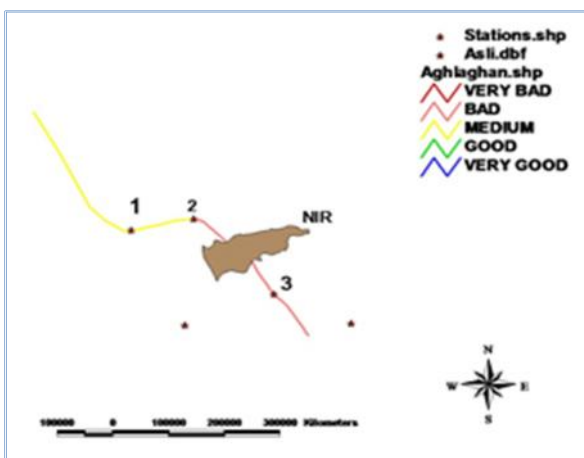 Stations.shp
Asli.dbf
Aghlaghan.shp
VERY BAD
BAD
MEDIUM
GOOD
VERY GOOD
1
2
NIR
3
N
W E
S
100000 0 100000 200000 300000 Kilometers